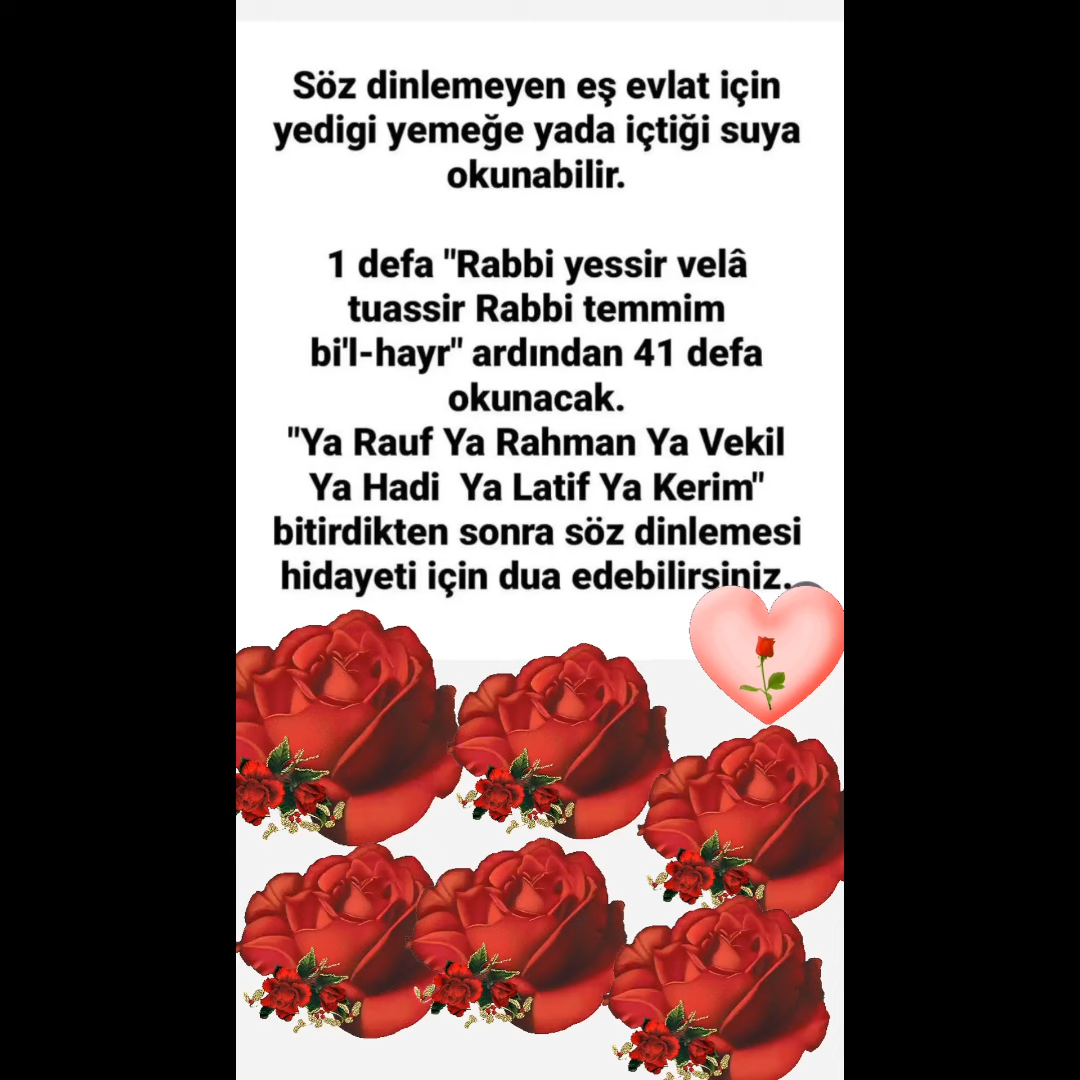 Söz dinlemeyen eş evlat için
yedigi yemeğe yada içtiği suya
okunabilir.
1 defa "Rabbi yessir velâ
tuassir Rabbi temmim
bi'l-hayr" ardından 41 defa
okunacak.
"Ya Rauf Ya Rahman Ya Vekil
Ya Hadi  Ya Latif Ya Kerim"
bitirdikten sonra söz dinlemesi
hidayeti için dua edebilirsiniz.